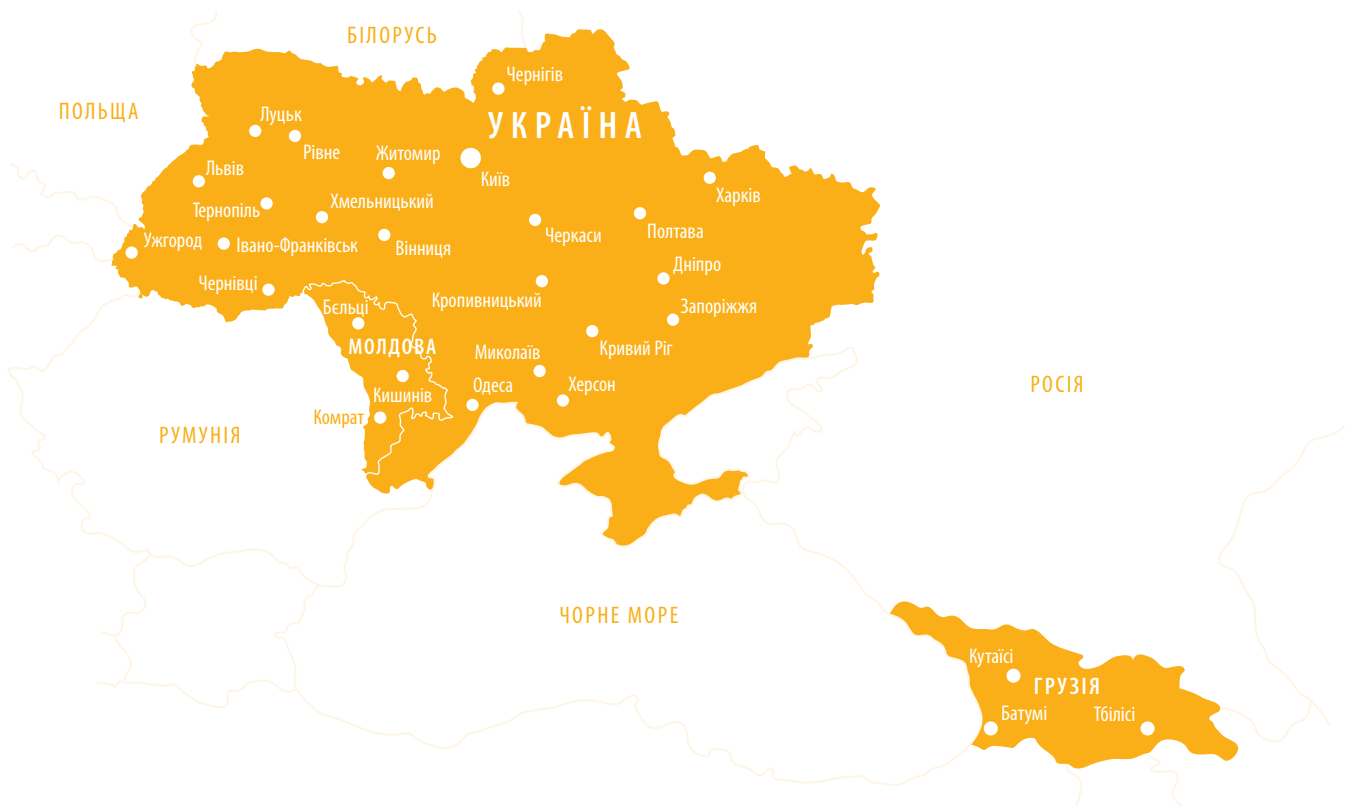 БІЛОРУСЬ
Чернігів
ПОЛЬЩА
Луцьк
УКРАЇНА
Рівне
Житомир
Львів
Київ
Харків
Тернопіль
Хмельницький
Ужгород
Івано-Франківськ
Вінниця
Черкаси
Полтава
Дніпро
Чернівці
Кропивницький
Запоріжжя
Бєльці
МОЛДОВА
Миколаїв
Кривий Ріг
Кишинів
Одеса
Херсон
РОСІЯ
Комрат
РУМУНІЯ
ЧОРНЕ МОРЕ
Кутаїсі
ГРУЗІЯ
Батумі
Тбілісі